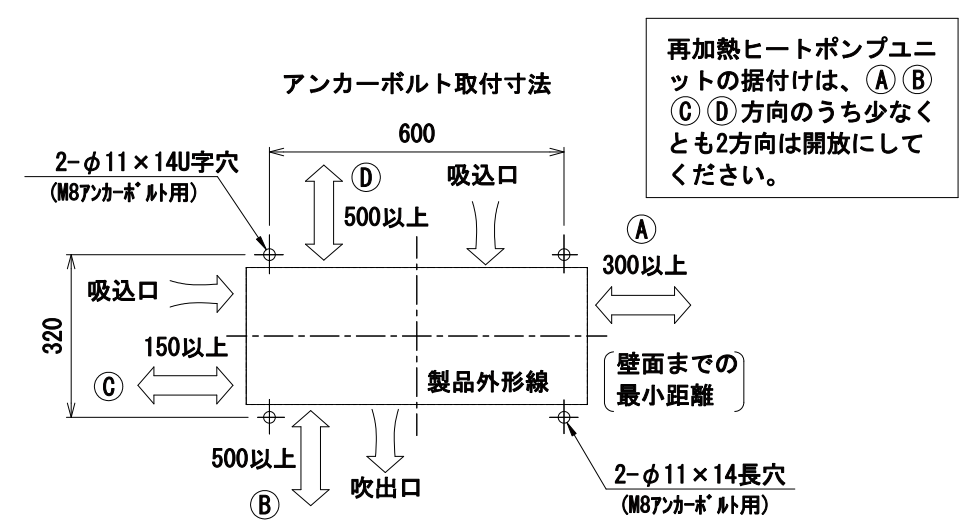 再加熱ヒートポンプユニ
ットの据付けは、Ⓐ Ⓑ
Ⓒ Ⓓ 方向のうち少なく
とも2方向は開放にして
ください。
アンカーボルト取付寸法
600
2-φ11×14U字穴
(M8アンカーボルト用)
Ⓓ
500以上
吸込口
Ⓐ
300以上
吸込口
320
150以上
Ⓒ
製品外形線
壁面までの
最小距離
500以上
Ⓑ
吹出口
2-φ11×14長穴
(M8アンカーボルト用)